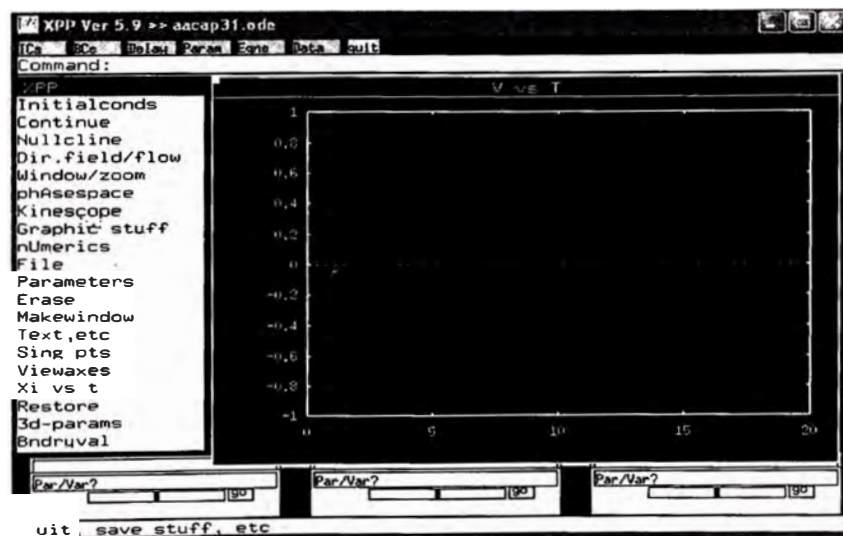 XPP Ver 5.9 >> aacap31.ode
ICs BCs Delay Param Eqns Data quit
Command:
XPP
V vs T
Initialconds
Continue
Nullcline
Dir.field/flow
Window/zoom
phAsespace
Kinescope
Graphic stuff
nUmerics
File
Parameters
Erase
Makewindow
Text,etc
Sing pts
Viewaxes
Xi vs t
Restore
3d-params
Bndryval
1
0.8
0.6
0.4
0.2
0
-0.2
-0.4
-0.6
-0.8
-1
0 5 10 15 20
Par/Var? Par/Var? Par/Var?
go go go
uit, save stuff, etc